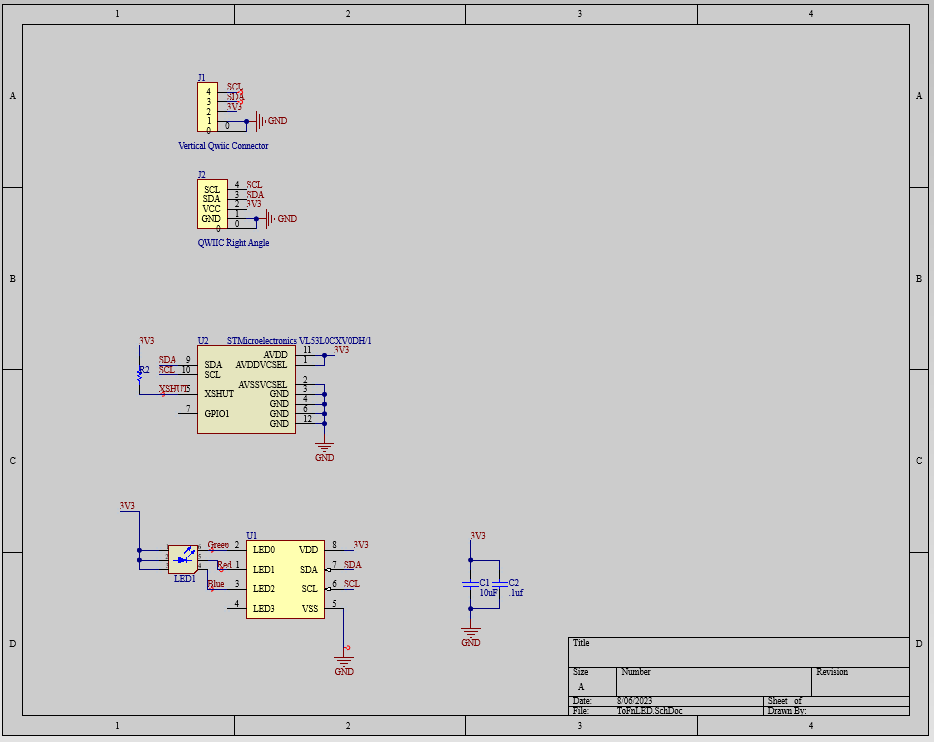 1 2 3 4
A A
J1
4 SCL
3 SDA
2 3V3
1 GND
0 0
Vertical Qwiic Connector
J2
SCL 4 SCL
SDA 3 SDA
VCC 2 3V3
GND 1 GND
0 0
QWIIC Right Angle
B B
3V3 U2 STMicroelectronics VL53L0CXV0DH/1
AVDD 11 3V3
SDA 9 SDA AVDDVCSEL 1
R2 SCL 10 SCL
AVSSVCSEL 2
XSHUT 5 XSHUT GND 3
GND 4
7 GPIO1 GND 6
GND 12
GND
C C
3V3
U1 3V3
1 6 Green 2 LED0 VDD 8 3V3
2 5
3 4 Red 1 LED1 SDA 7 SDA
LED1 Blue 3 LED2 SCL 6 SCL
C1 C2
10uF .1uf
4 LED3 VSS 5
GND
GND
D D
Title
Size Number Revision
A
Date: 8/06/2023 Sheet of
File: ToFnLED.SchDoc Drawn By:
1 2 3 4